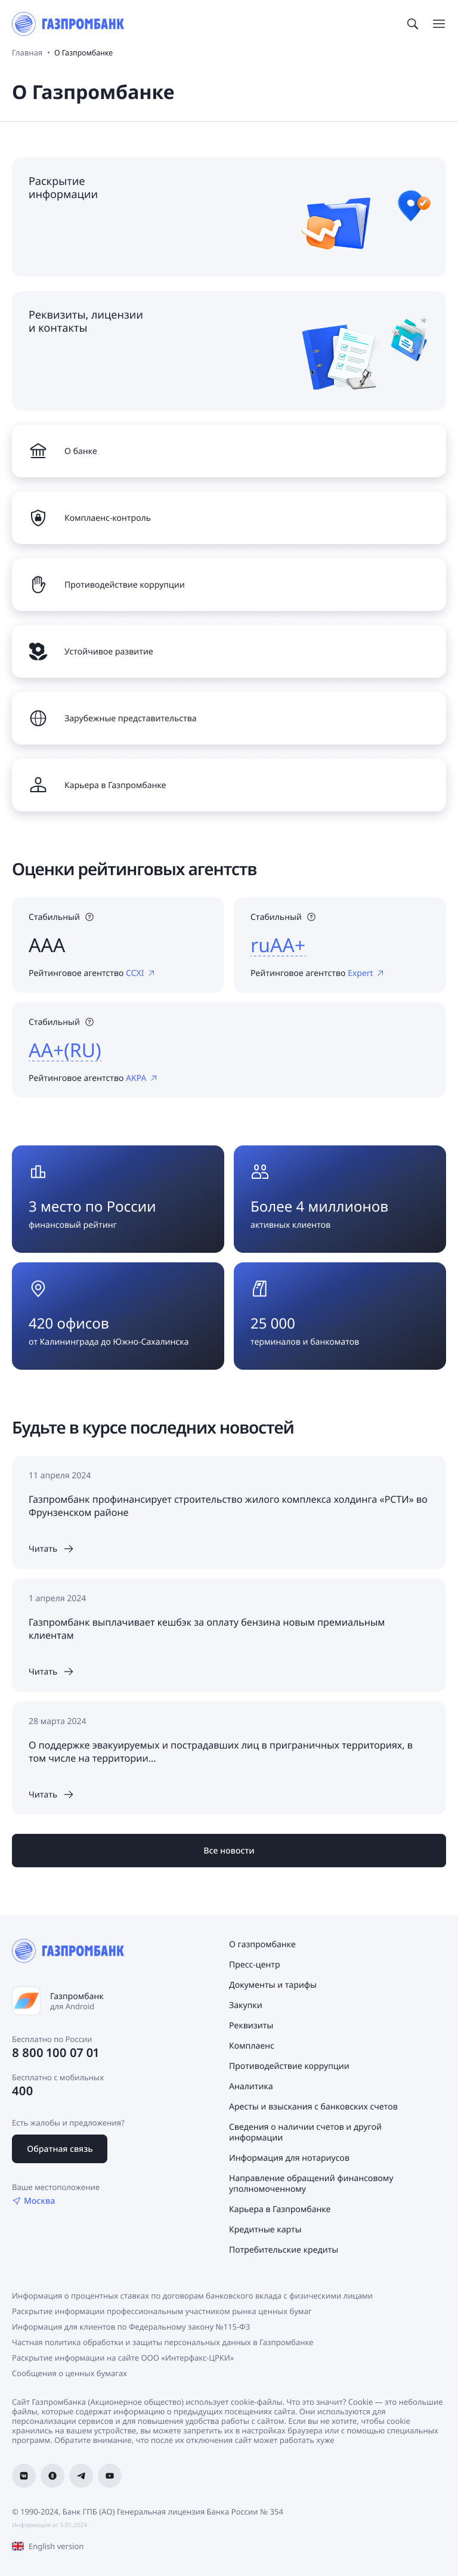 ГАЗПРОМБАНК
Главная • О Газпромбанке
О Газпромбанке
Раскрытие
информации
Реквизиты, лицензии
и контакты
О банке
Комплаенс-контроль
Противодействие коррупции
Устойчивое развитие
Зарубежные представительства
Карьера в Газпромбанке
Оценки рейтинговых агентств
Стабильный
AAA
Рейтинговое агентство CCXI
Стабильный
ruAA+
Рейтинговое агентство Expert
Стабильный
AA+(RU)
Рейтинговое агентство АКРА
3 место по России
финансовый рейтинг
Более 4 миллионов
активных клиентов
420 офисов
от Калининграда до Южно-Сахалинска
25 000
терминалов и банкоматов
Будьте в курсе последних новостей
11 апреля 2024
Газпромбанк профинансирует строительство жилого комплекса холдинга «РСТИ» во
Фрунзенском районе
Читать
1 апреля 2024
Газпромбанк выплачивает кешбэк за оплату бензина новым премиальным
клиентам
Читать
28 марта 2024
О поддержке эвакуируемых и пострадавших лиц в приграничных территориях, в
том числе на территории...
Читать
Все новости
ГАЗПРОМБАНК
Газпромбанк
для Android
Бесплатно по России
8 800 100 07 01
Бесплатно с мобильных
400
Есть жалобы и предложения?
Обратная связь
Ваше местоположение
Москва
О газпромбанке
Пресс-центр
Документы и тарифы
Закупки
Реквизиты
Комплаенс
Противодействие коррупции
Аналитика
Аресты и взыскания с банковских счетов
Сведения о наличии счетов и другой
информации
Информация для нотариусов
Направление обращений финансовому
уполномоченному
Карьера в Газпромбанке
Кредитные карты
Потребительские кредиты
Информация о процентных ставках по договорам банковского вклада с физическими лицами
Раскрытие информации профессиональным участником рынка ценных бумаг
Информация для клиентов по Федеральному закону №115-ФЗ
Частная политика обработки и защиты персональных данных в Газпромбанке
Раскрытие информации на сайте ООО «Интерфакс-ЦРКИ»
Сообщения о ценных бумагах
Сайт Газпромбанка (Акционерное общество) использует cookie-файлы. Что это значит? Cookie — это небольшие
файлы, которые содержат информацию о предыдущих посещениях сайта. Они используются для
персонализации сервисов и для повышения удобства работы с сайтом. Если вы не хотите, чтобы cookie
хранились на вашем устройстве, вы можете запретить их в настройках браузера или с помощью специальных
программ. Обратите внимание, что после их отключения сайт может работать хуже
© 1990-2024, Банк ГПБ (АО) Генеральная лицензия Банка России № 354
Информация от 3.01.2024
English version